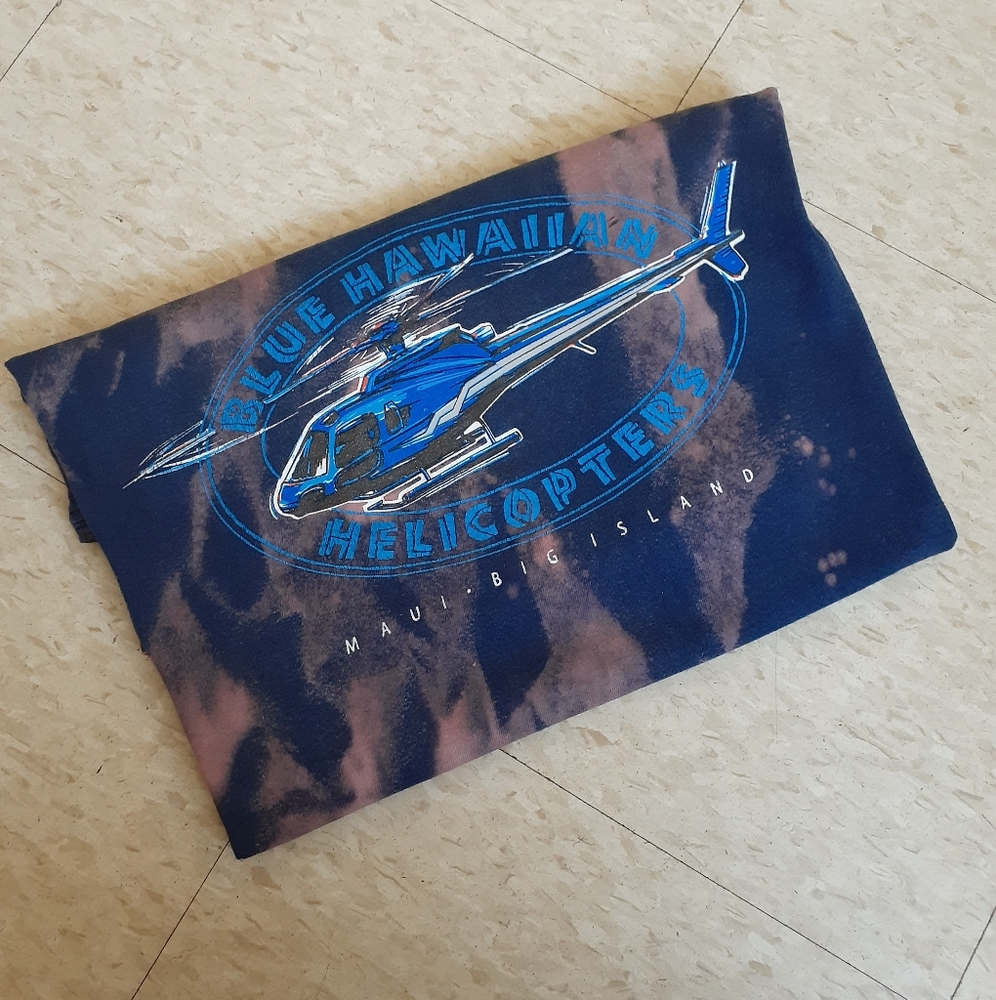 BLUE HAWAIIAN
HELICOPTERS
MAUI • BIG ISLAND